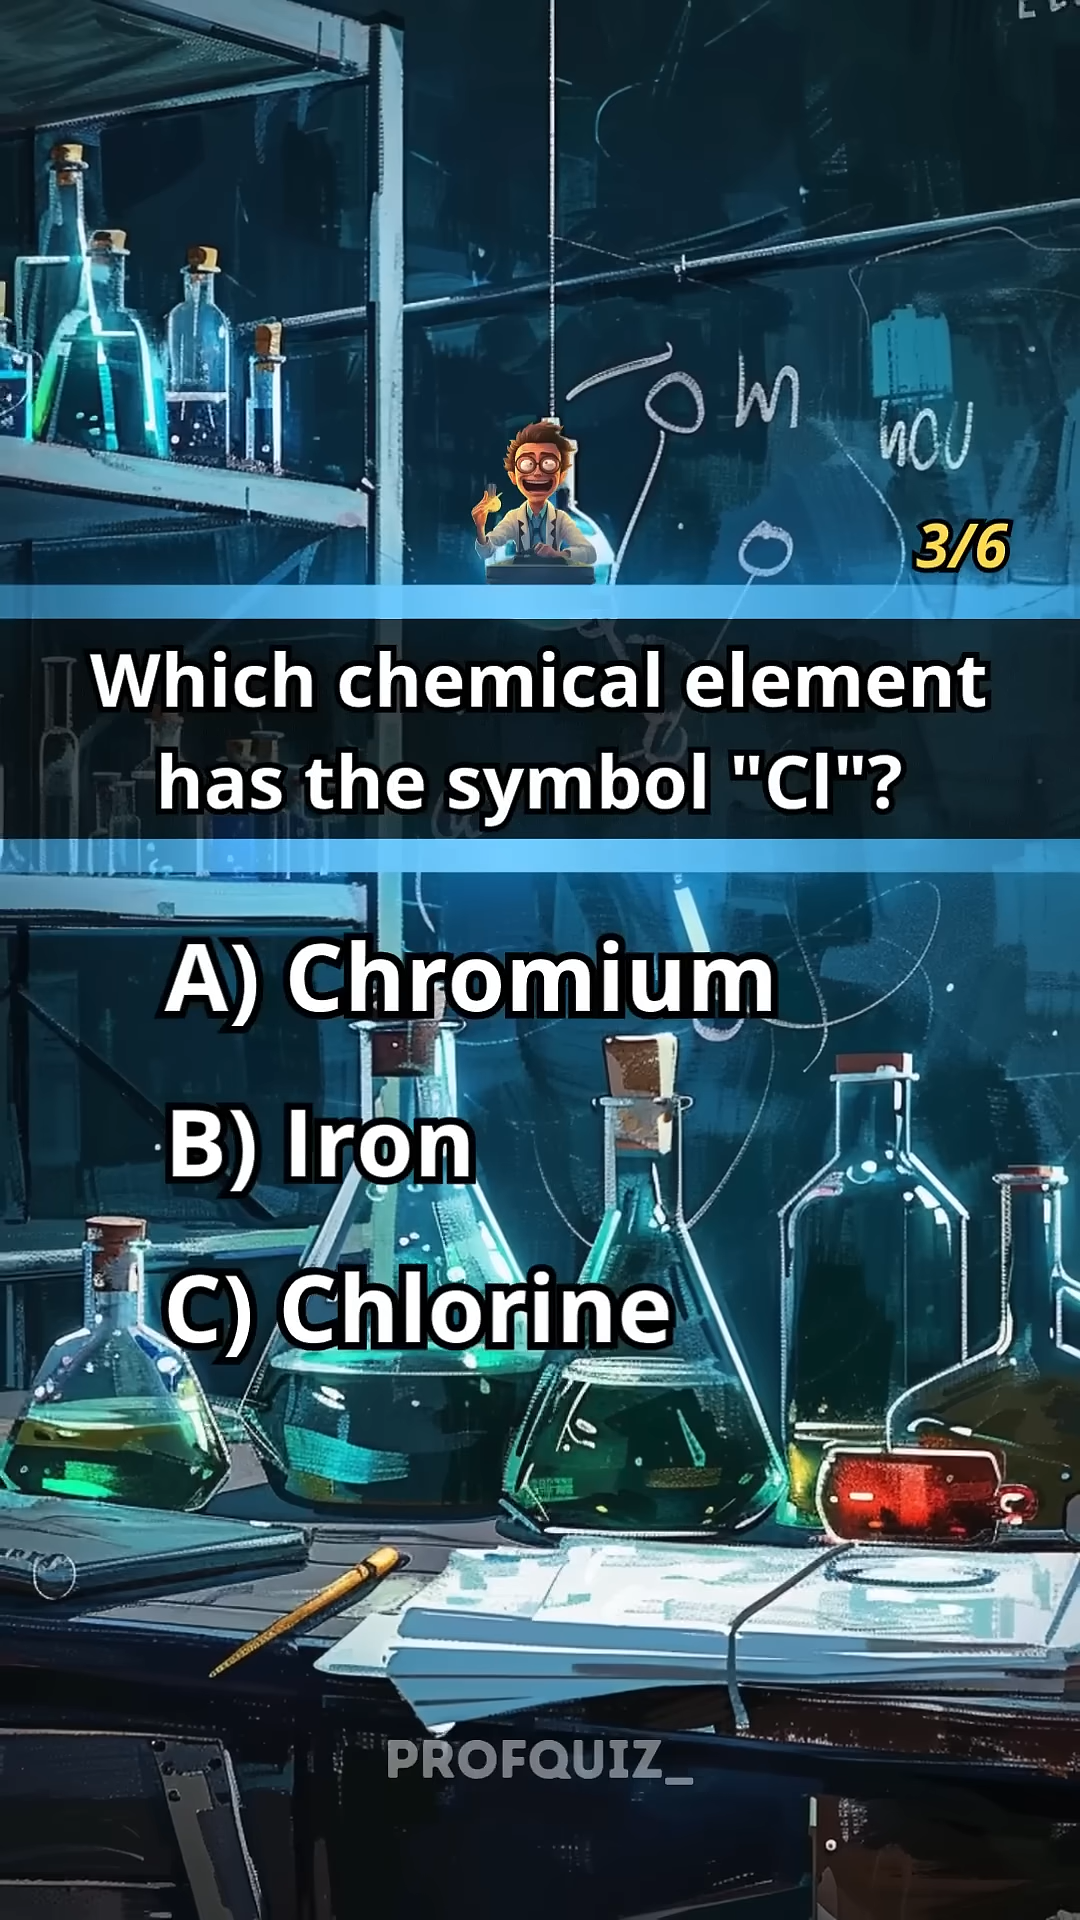 3/6
Which chemical element
has the symbol "Cl"?
A) Chromium
B) Iron
C) Chlorine
PROFQUIZ_